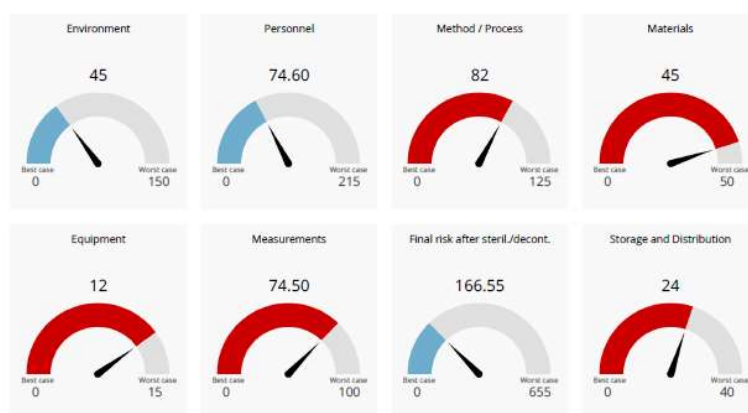 Environment
45
Best case
0
Worst case
150
Personnel
74.60
Best case
0
Worst case
215
Method / Process
82
Best case
0
Worst case
125
Materials
45
Best case
0
Worst case
50
Equipment
12
Best case
0
Worst case
15
Measurements
74.50
Best case
0
Worst case
100
Final risk after steril./decont.
166.55
Best case
0
Worst case
655
Storage and Distribution
24
Best case
0
Worst case
40